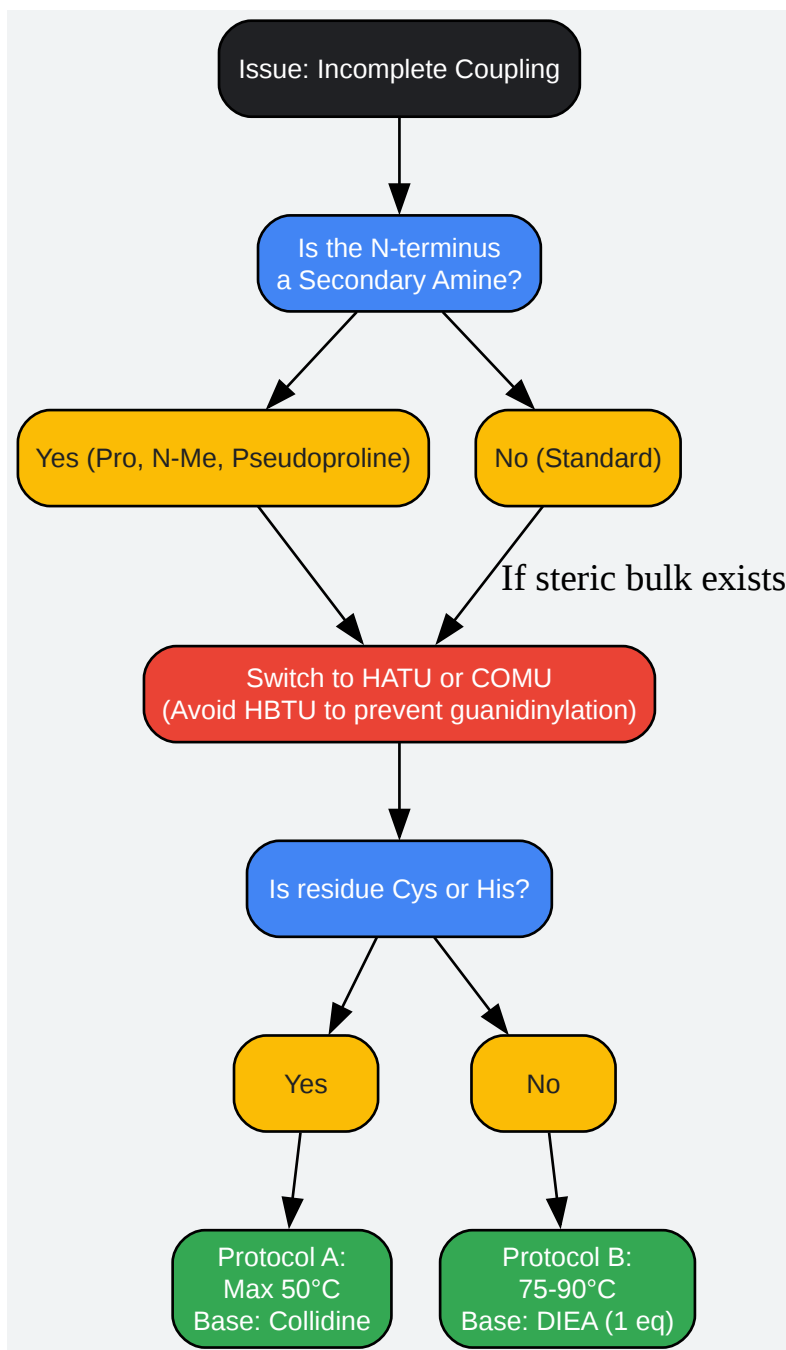 Issue: Incomplete Coupling
Is the N-terminus
a Secondary Amine?
Yes (Pro, N-Me, Pseudoproline)
No (Standard)
If steric bulk exists
Switch to HATU or COMU
(Avoid HBTU to prevent guanidinylation)
Is residue Cys or His?
Yes
No
Protocol A:
Max 50°C
Base: Collidine
Protocol B:
75-90°C
Base: DIEA (1 eq)